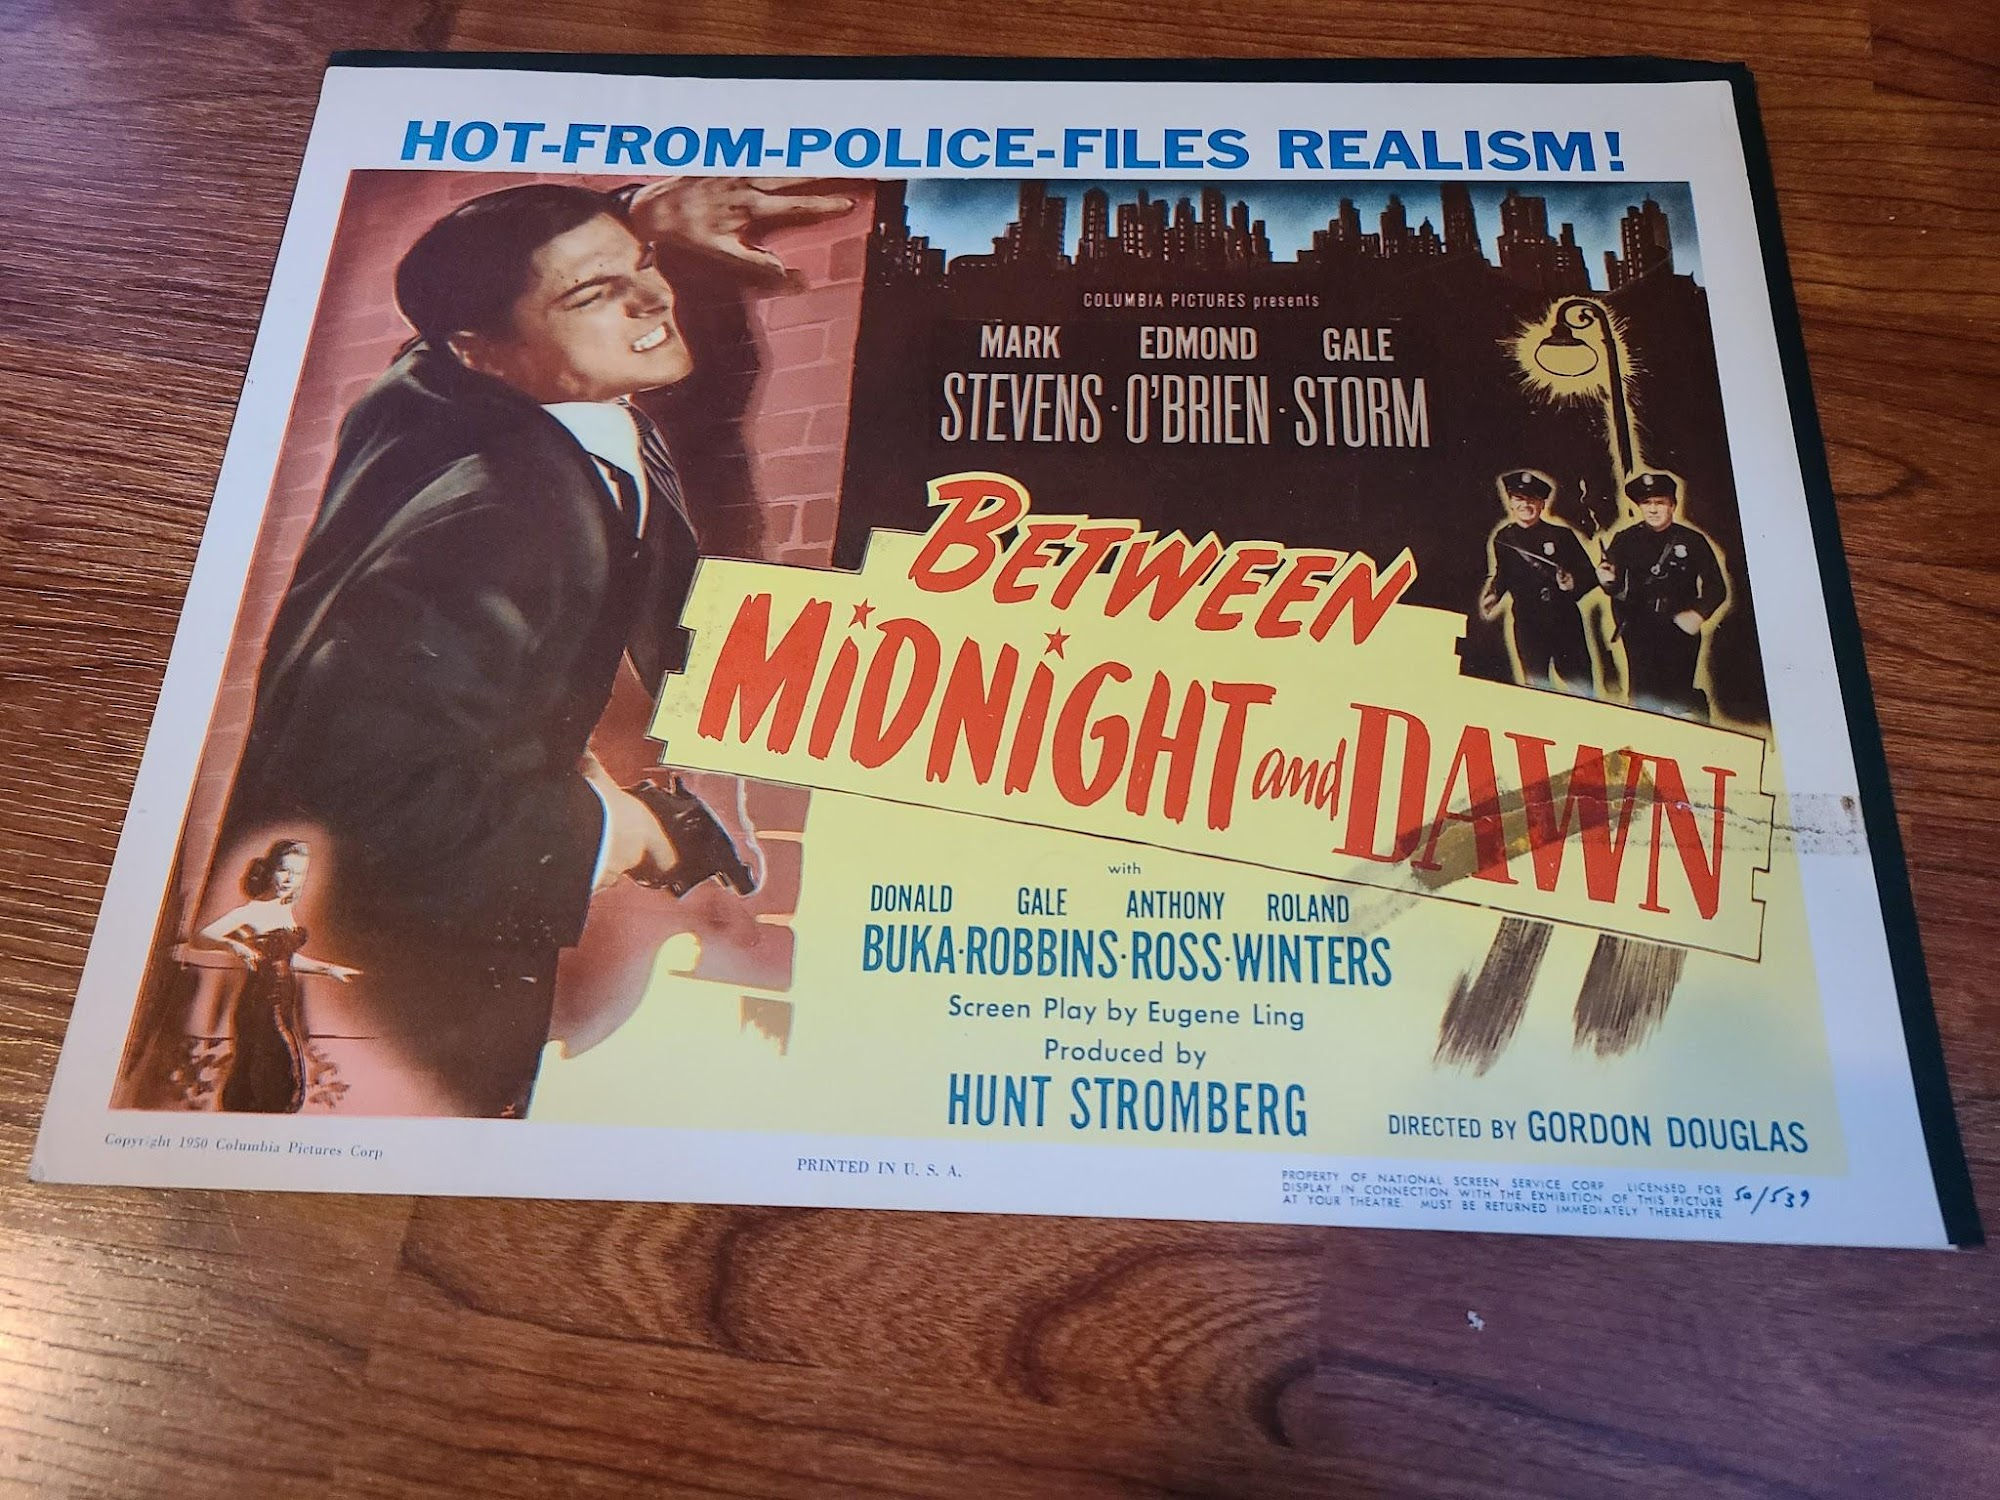 HOT-FROM-POLICE-FILES REALISM!
COLUMBIA PICTURES presents
MARK EDMOND GALE
STEVENS · O'BRIEN · STORM
BETWEEN
MiDNiGHT and DAWN
with
DONALD GALE ANTHONY ROLAND
BUKA · ROBBINS · ROSS · WINTERS
Screen Play by Eugene Ling
Produced by
HUNT STROMBERG
DIRECTED BY GORDON DOUGLAS
Copyright 1950 Columbia Pictures Corp
PRINTED IN U. S. A.
PROPERTY OF NATIONAL SCREEN SERVICE CORP. LICENSED FOR
DISPLAY IN CONNECTION WITH THE EXHIBITION OF THIS PICTURE
AT YOUR THEATRE. MUST BE RETURNED IMMEDIATELY THEREAFTER
50/539